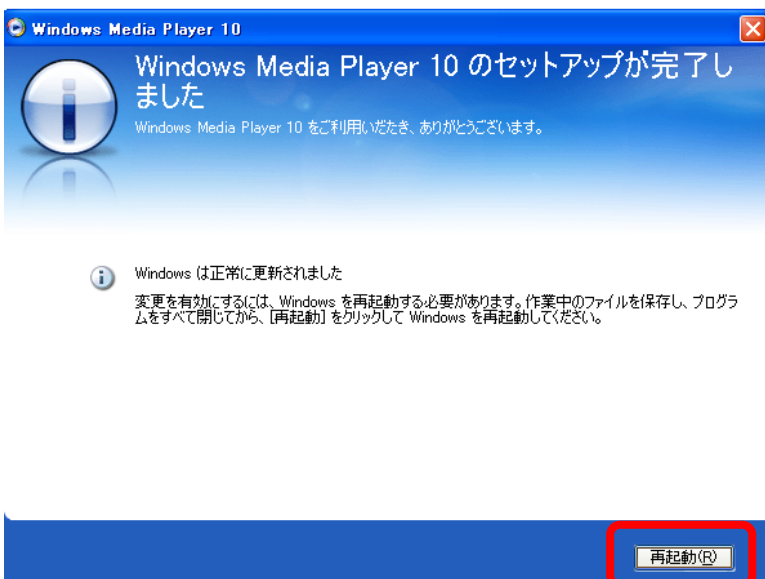 Windows Media Player 10
Windows Media Player 10 のセットアップが完了し
ました
Windows Media Player 10 をご利用いただき、ありがとうございます。
Windows は正常に更新されました
変更を有効にするには、Windows を再起動する必要があります。作業中のファイルを保存し、プログラ
ムをすべて閉じてから、[再起動] をクリックして Windows を再起動してください。
再起動(R)